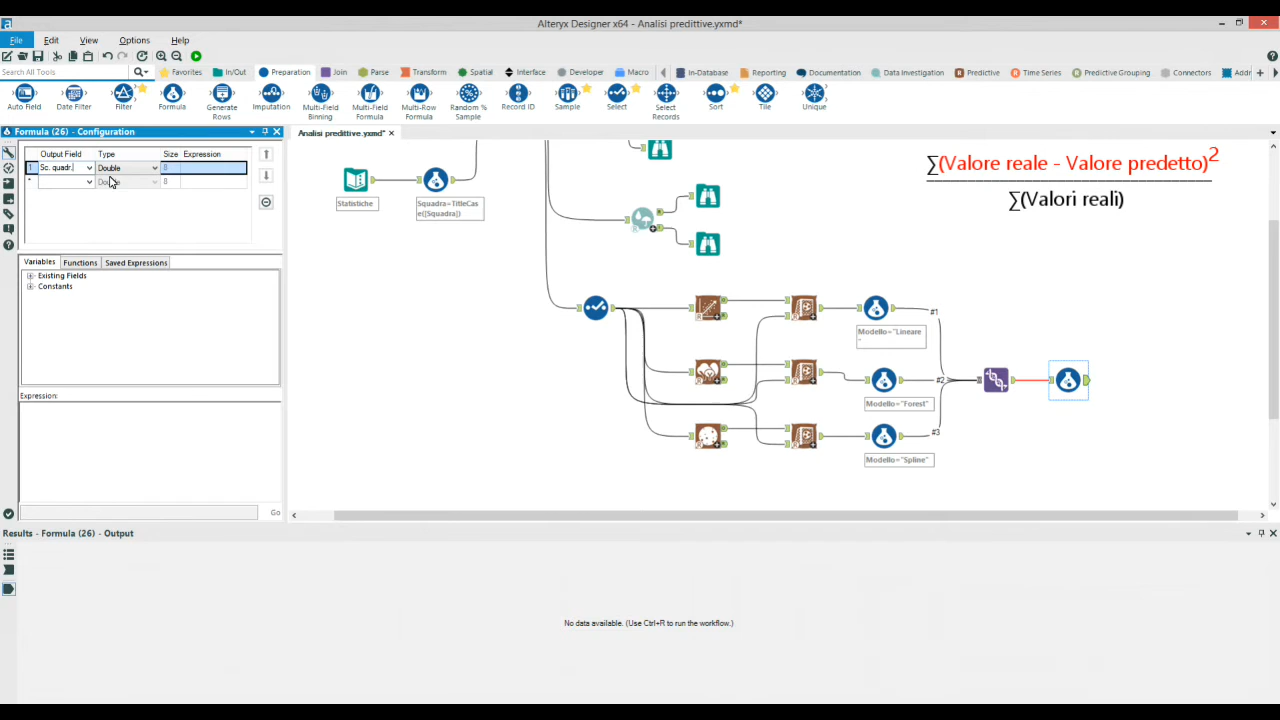 Alteryx Designer x64 - Analisi predittive.yxmd*
File Edit View Options Help
Search All Tools Favorites In/Out Preparation Join Parse Transform Spatial Interface Developer Macro In-Database Reporting Documentation Data Investigation Predictive Time Series Predictive Grouping Connectors
Auto Field Date Filter Filter Formula Generate Rows Imputation Multi-Field Binning Multi-Field Formula Multi-Row Formula Random % Sample Record ID Sample Select Select Records Sort Tile Unique
Formula (26) - Configuration
Analisi predittive.yxmd*
Output Field Type Size Expression
1 Sc. quadr. Double 8
* Double 8
Variables Functions Saved Expressions
Existing Fields
Constants
Expression:
Go
∑(Valore reale - Valore predetto)2
∑(Valori reali)
Statistiche
Squadra=TitleCas
e([Squadra])
#1
Modello="Lineare
"
#2
Modello="Forest"
#3
Modello="Spline"
Results - Formula (26) - Output
No data available. (Use Ctrl+R to run the workflow.)